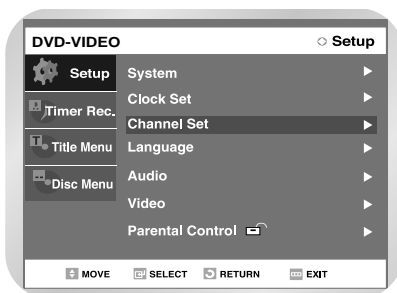 DVD-VIDEO
Setup
Setup
Timer Rec.
Title Menu
Disc Menu
System
Clock Set
Channel Set
Language
Audio
Video
Parental Control
MOVE SELECT RETURN EXIT